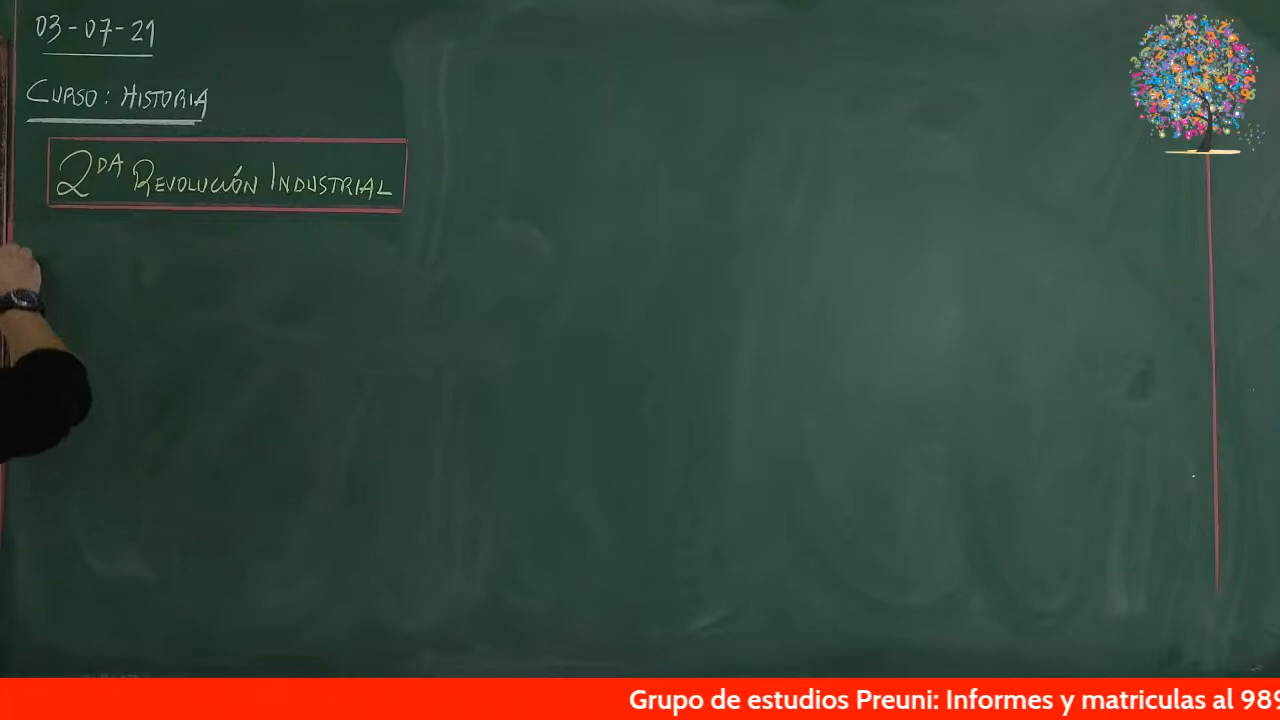 03-07-21
CURSO: HISTORIA
2DA REVOLUCIÓN INDUSTRIAL
Grupo de estudios Preuni: Informes y matriculas al 989